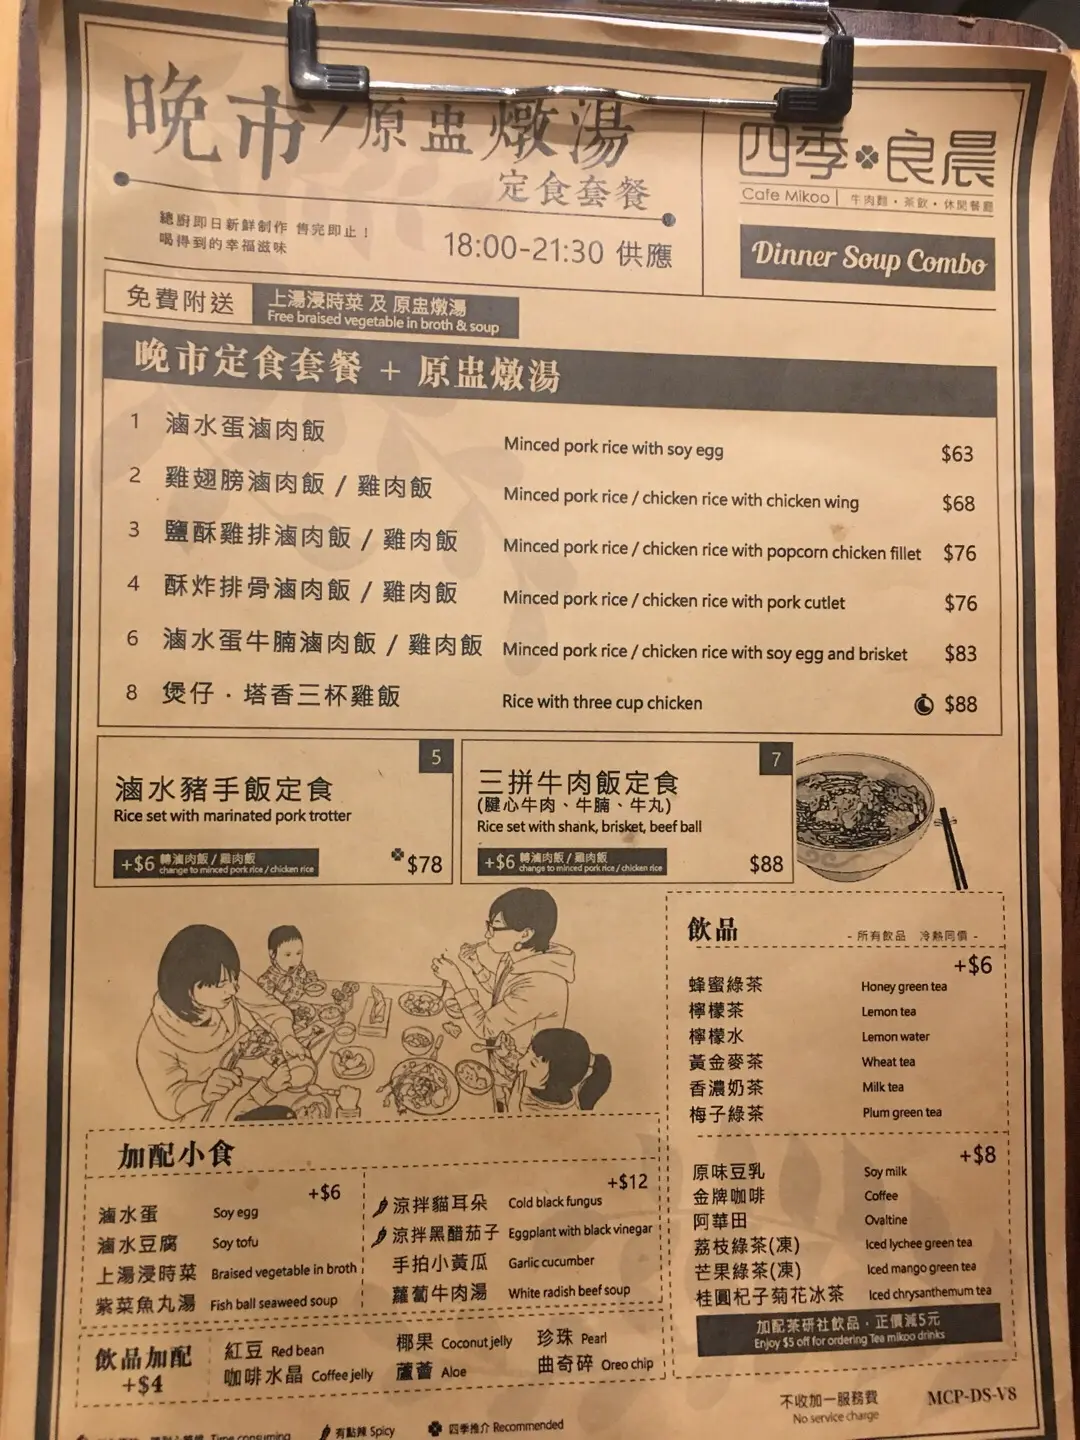 晚市/原盅燉湯
定食套餐
總廚即日新鮮制作 售完即止！
喝得到的幸福滋味
18:00-21:30 供應
四季良晨
Cafe Mikoo | 牛肉麵・茶飲・休閒餐廳
Dinner Soup Combo
免費附送
上湯浸時菜 及 原盅燉湯
Free braised vegetable in broth & soup
晚市定食套餐 + 原盅燉湯
1 滷水蛋滷肉飯 Minced pork rice with soy egg $63
2 雞翅膀滷肉飯 / 雞肉飯 Minced pork rice / chicken rice with chicken wing $68
3 鹽酥雞排滷肉飯 / 雞肉飯 Minced pork rice / chicken rice with popcorn chicken fillet $76
4 酥炸排骨滷肉飯 / 雞肉飯 Minced pork rice / chicken rice with pork cutlet $76
6 滷水蛋牛腩滷肉飯 / 雞肉飯 Minced pork rice / chicken rice with soy egg and brisket $83
8 煲仔・塔香三杯雞飯 Rice with three cup chicken $88
5
滷水豬手飯定食
Rice set with marinated pork trotter
+$6 轉滷肉飯 / 雞肉飯
change to minced pork rice / chicken rice
$78
7
三拼牛肉飯定食
(腱心牛肉、牛腩、牛丸)
Rice set with shank, brisket, beef ball
+$6 轉滷肉飯 / 雞肉飯
change to minced pork rice / chicken rice
$88
飲品 - 所有飲品 冷熱同價 -
+$6
蜂蜜綠茶 Honey green tea
檸檬茶 Lemon tea
檸檬水 Lemon water
黃金麥茶 Wheat tea
香濃奶茶 Milk tea
梅子綠茶 Plum green tea
+$8
原味豆乳 Soy milk
金牌咖啡 Coffee
阿華田 Ovaltine
荔枝綠茶(凍) Iced lychee green tea
芒果綠茶(凍) Iced mango green tea
桂圓杞子菊花冰茶 Iced chrysanthemum tea
加配茶研社飲品，正價減5元
Enjoy $5 off for ordering Tea mikoo drinks
加配小食
+$6
滷水蛋 Soy egg
滷水豆腐 Soy tofu
上湯浸時菜 Braised vegetable in broth
紫菜魚丸湯 Fish ball seaweed soup
+$12
涼拌貓耳朵 Cold black fungus
涼拌黑醋茄子 Eggplant with black vinegar
手拍小黃瓜 Garlic cucumber
蘿蔔牛肉湯 White radish beef soup
飲品加配
+$4
紅豆 Red bean 椰果 Coconut jelly 珍珠 Pearl
咖啡水晶 Coffee jelly 蘆薈 Aloe 曲奇碎 Oreo chip
不收加一服務費
No service charge
MCP-DS-V8
Time consuming 有點辣 Spicy 四季推介 Recommended